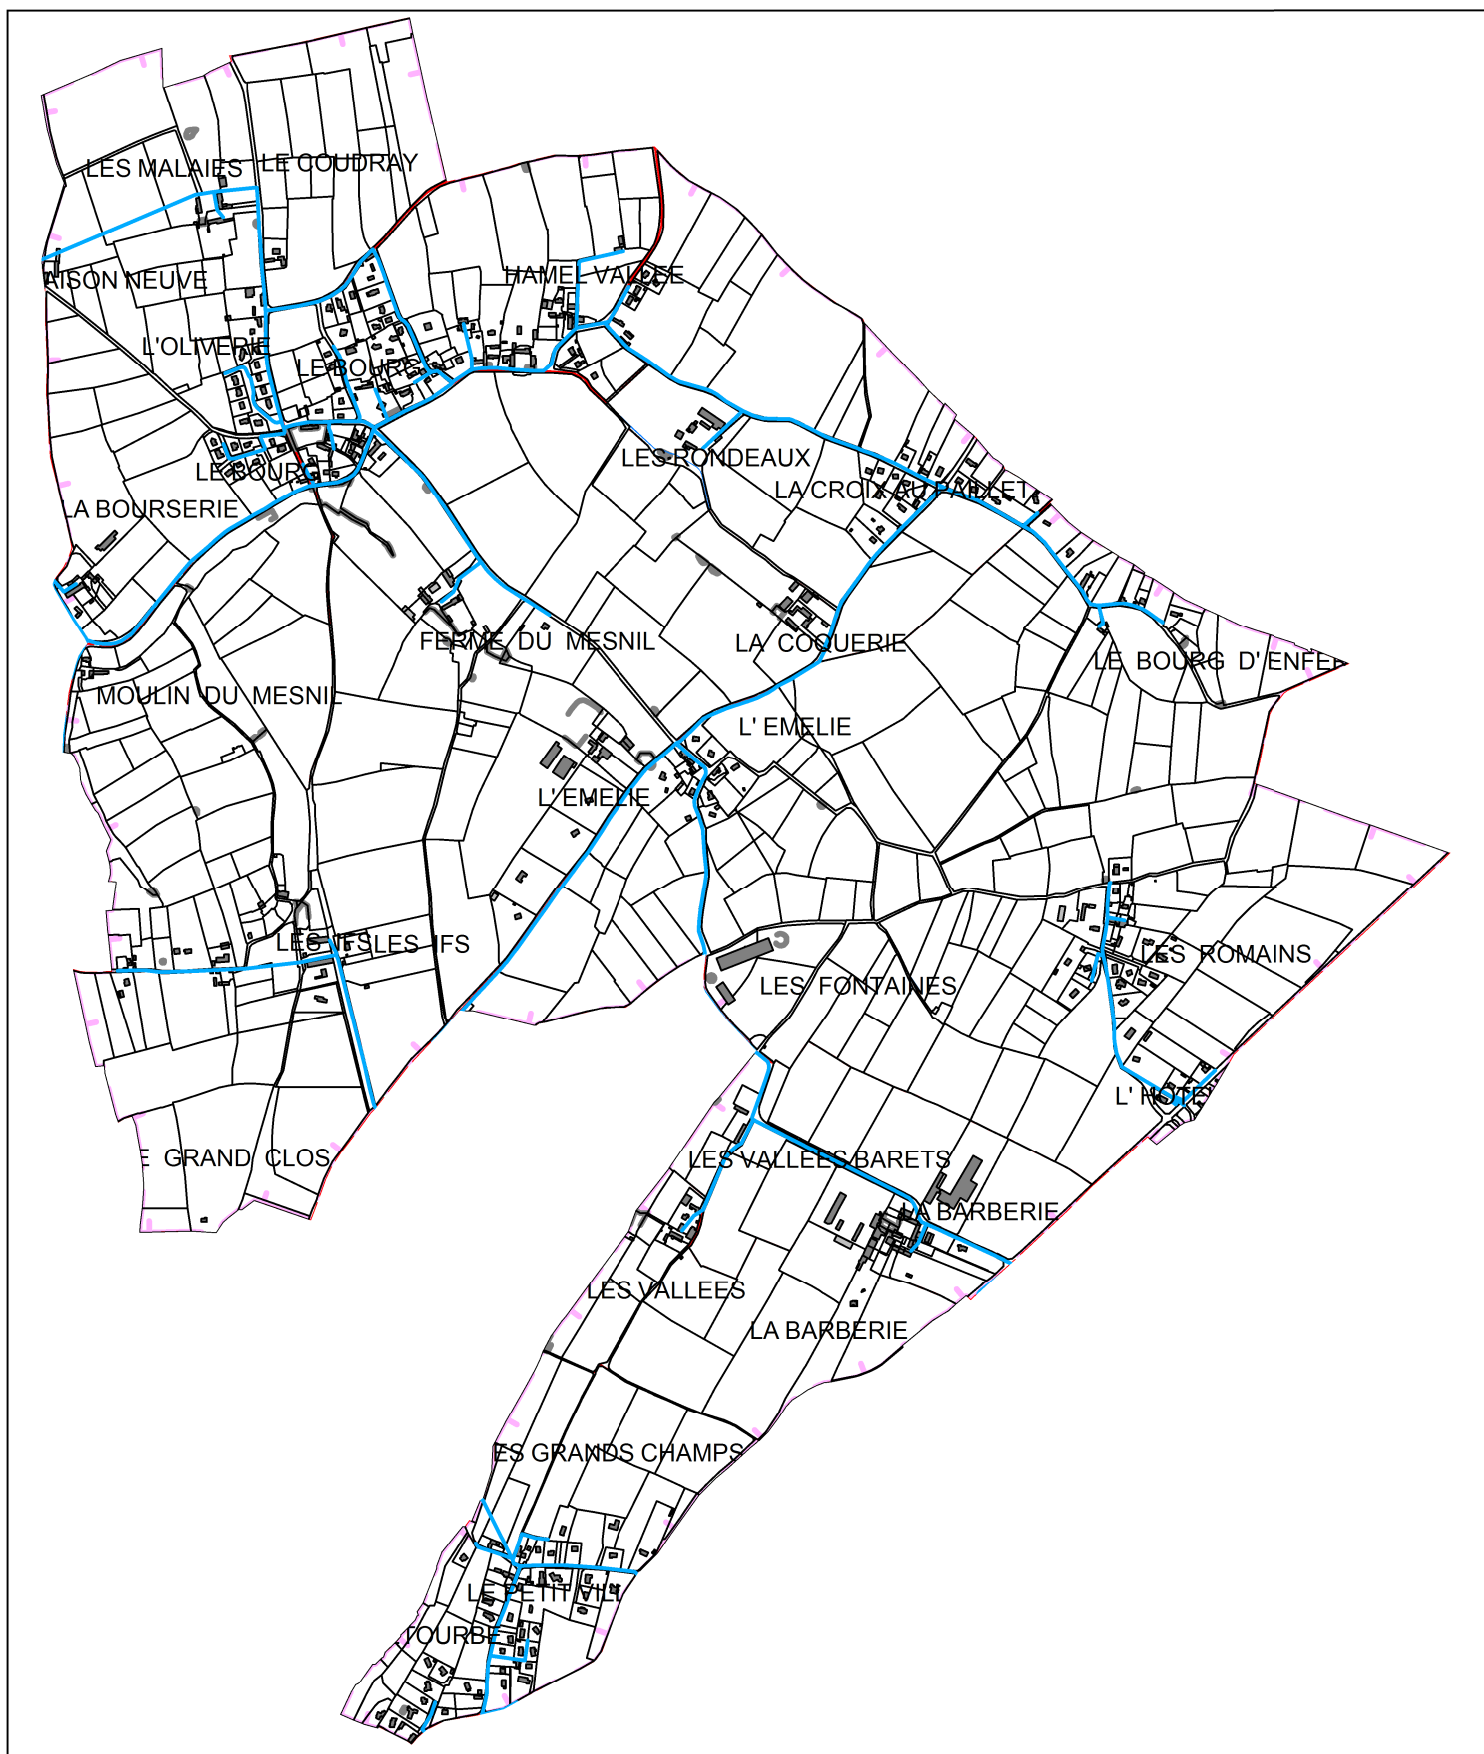 LES MALAIES
LE COUDRAY
AISON NEUVE
HAMEL VALLEE
L'OLIVERIE
LE BOURG
LE BOURG
LES RONDEAUX
LA CROIX AU PAILLET
LA BOURSERIE
FERME DU MESNIL
LA COQUERIE
LE BOURG D' ENFER
MOULIN DU MESNIL
L' EMELIE
L' EMELIE
LES IFS
LES IFS
LES ROMAINS
LES FONTAINES
L' HOTE
E GRAND CLOS
LES VALLEES BARETS
LA BARBERIE
LES VALLEES
LA BARBERIE
ES GRANDS CHAMPS
LE PETIT VILL
TOURBE